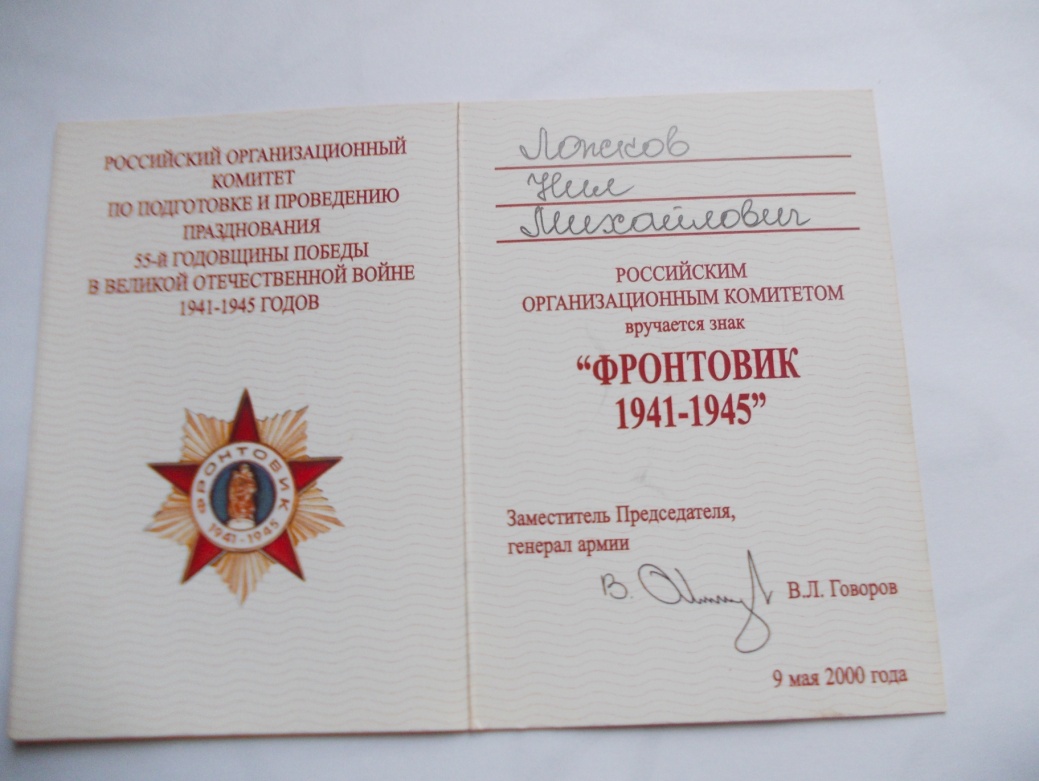 РОССИЙСКИЙ ОРГАНИЗАЦИОННЫЙ
КОМИТЕТ
ПО ПОДГОТОВКЕ И ПРОВЕДЕНИЮ
ПРАЗДНОВАНИЯ
55-й ГОДОВЩИНЫ ПОБЕДЫ
В ВЕЛИКОЙ ОТЕЧЕСТВЕННОЙ ВОЙНЕ
1941-1945 ГОДОВ
ФРОНТОВИК
1941-1945
Нил
Михайлович
РОССИЙСКИМ
ОРГАНИЗАЦИОННЫМ КОМИТЕТОМ
вручается знак
“ФРОНТОВИК
1941-1945”
Заместитель Председателя,
генерал армии
В.
В.Л. Говоров
9 мая 2000 года